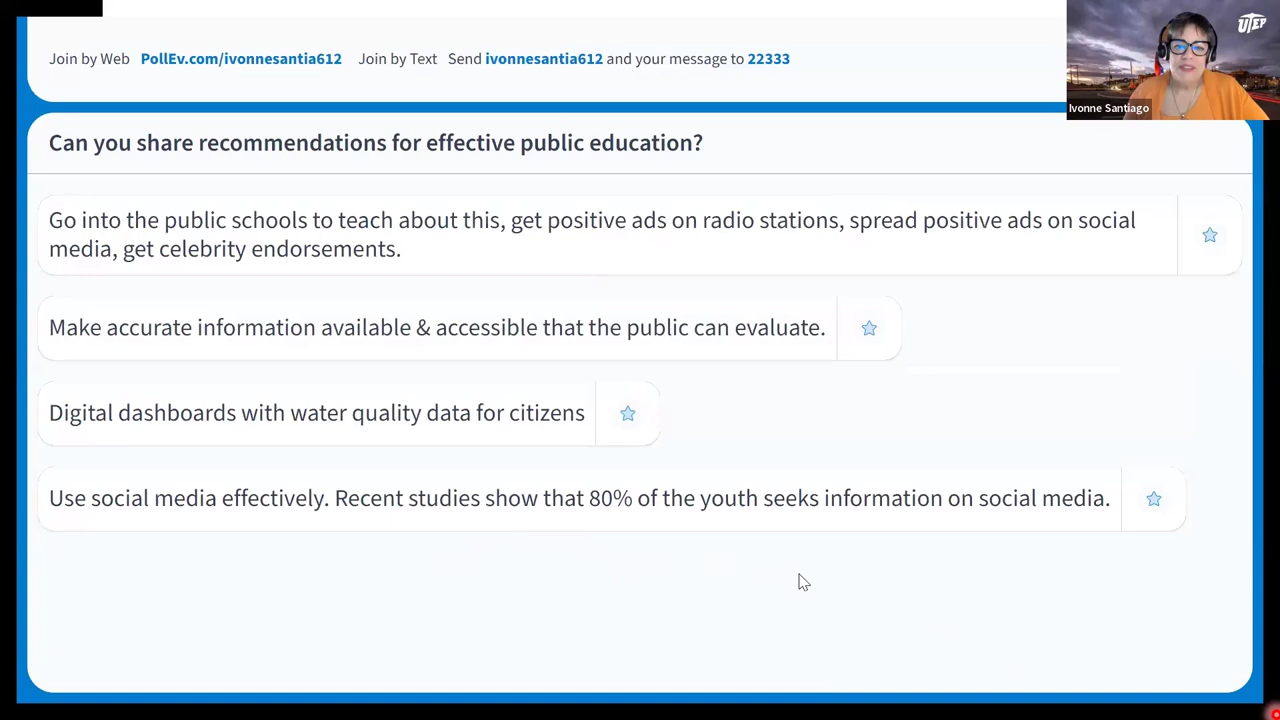 Join by Web PollEv.com/ivonnesantia612 Join by Text Send ivonnesantia612 and your message to 22333
UTEP
Ivonne Santiago
Can you share recommendations for effective public education?
Go into the public schools to teach about this, get positive ads on radio stations, spread positive ads on social
media, get celebrity endorsements.
Make accurate information available & accessible that the public can evaluate.
Digital dashboards with water quality data for citizens
Use social media effectively. Recent studies show that 80% of the youth seeks information on social media.